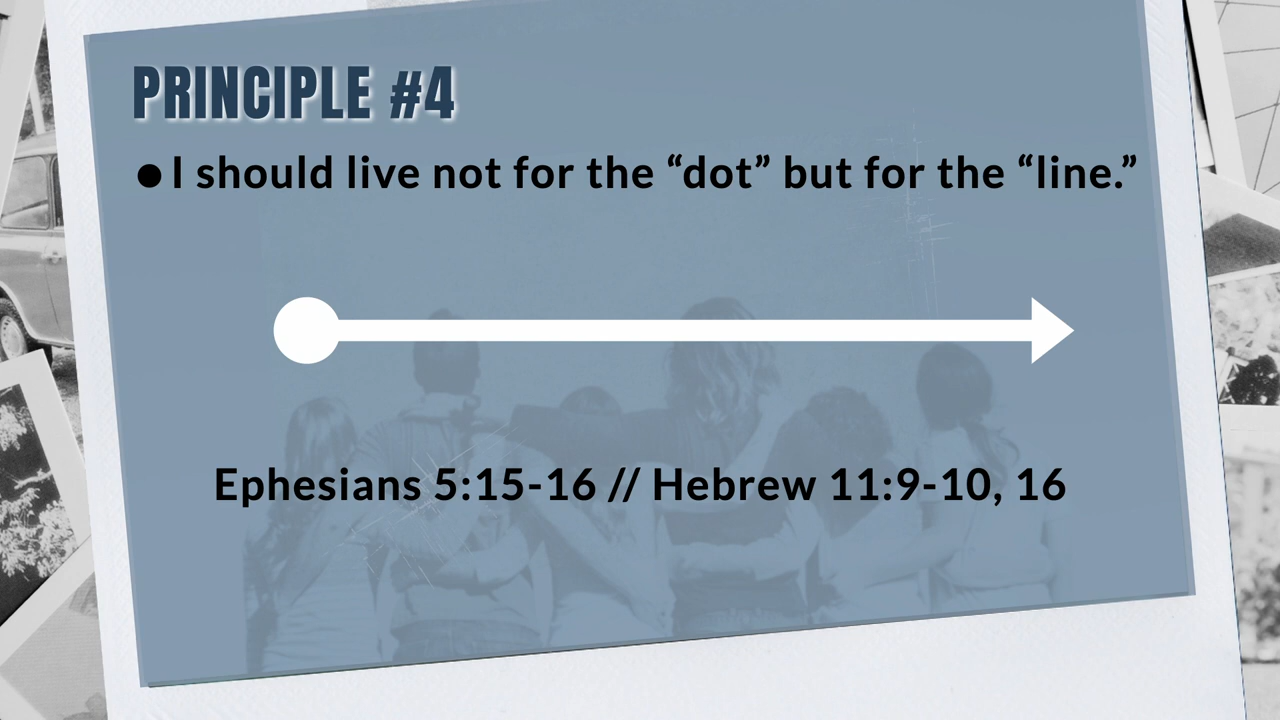 PRINCIPLE #4
● I should live not for the “dot” but for the “line.”
Ephesians 5:15-16 // Hebrew 11:9-10, 16